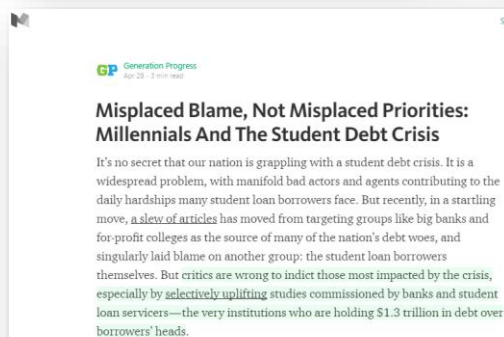 GP Generation Progress
Apr 28 · 3 min read
Misplaced Blame, Not Misplaced Priorities:
Millennials And The Student Debt Crisis
It's no secret that our nation is grappling with a student debt crisis. It is a
widespread problem, with manifold bad actors and agents contributing to the
daily hardships many student loan borrowers face. But recently, in a startling
move, a slew of articles has moved from targeting groups like big banks and
for-profit colleges as the source of many of the nation's debt woes, and
singularly laid blame on another group: the student loan borrowers
themselves. But critics are wrong to indict those most impacted by the crisis,
especially by selectively uplifting studies commissioned by banks and student
loan servicers—the very institutions who are holding $1.3 trillion in debt over
borrowers' heads.